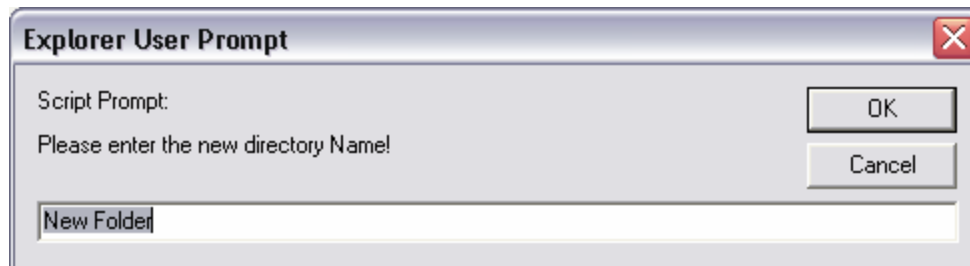 Explorer User Prompt
Script Prompt:
OK
Please enter the new directory Name!
Cancel
New Folder